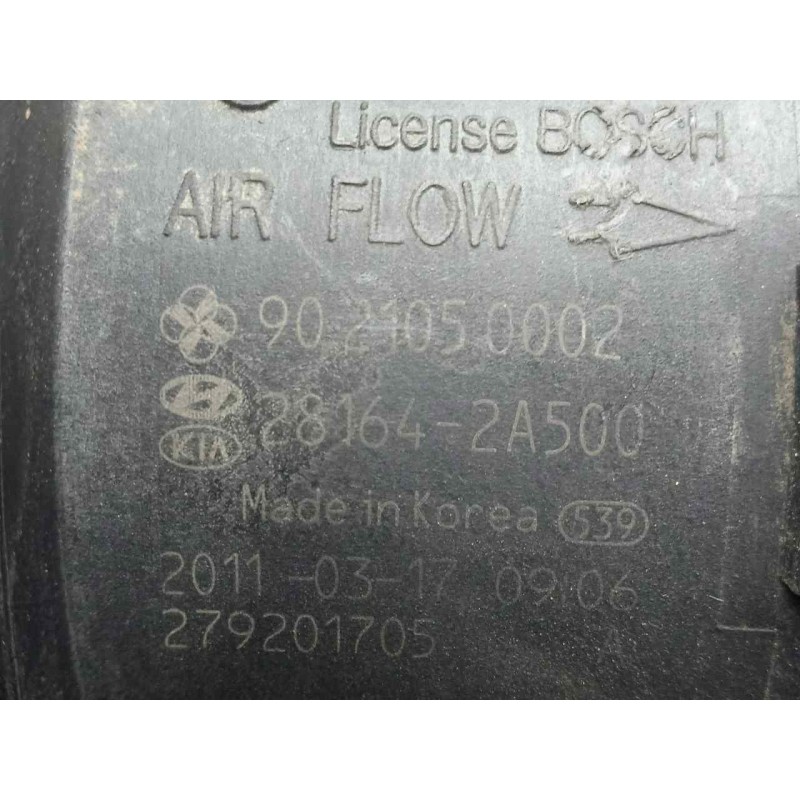 License BOSCH
AIR FLOW
90.2105.0002
28164-2A500
KIA
Made in Korea 539
2011-03-17 09:06
279201705 A